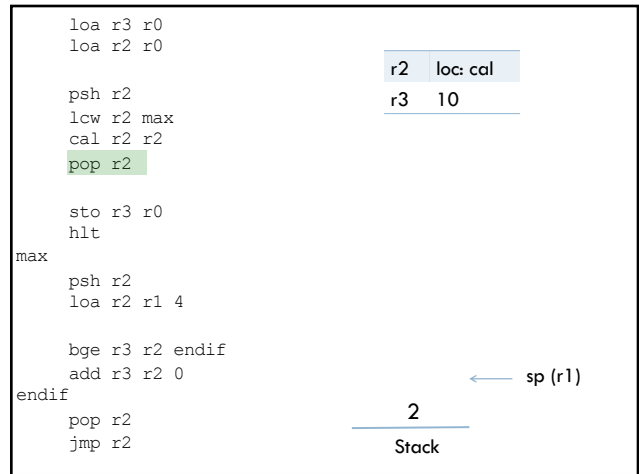 loa r3 r0
loa r2 r0
psh r2
lcw r2 max
cal r2 r2
pop r2
sto r3 r0
hlt
max
psh r2
loa r2 r1 4
bge r3 r2 endif
add r3 r2 0
endif
pop r2
jmp r2
r2 loc: cal
r3 10
sp (r1)
2
Stack